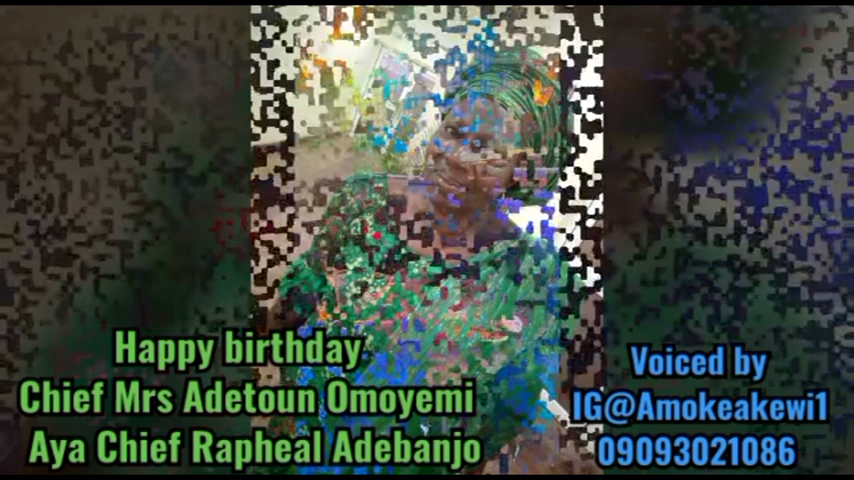 Happy birthday
Chief Mrs Adetoun Omoyemi
Aya Chief Rapheal Adebanjo
Voiced by
IG@Amokeakewi1
09093021086